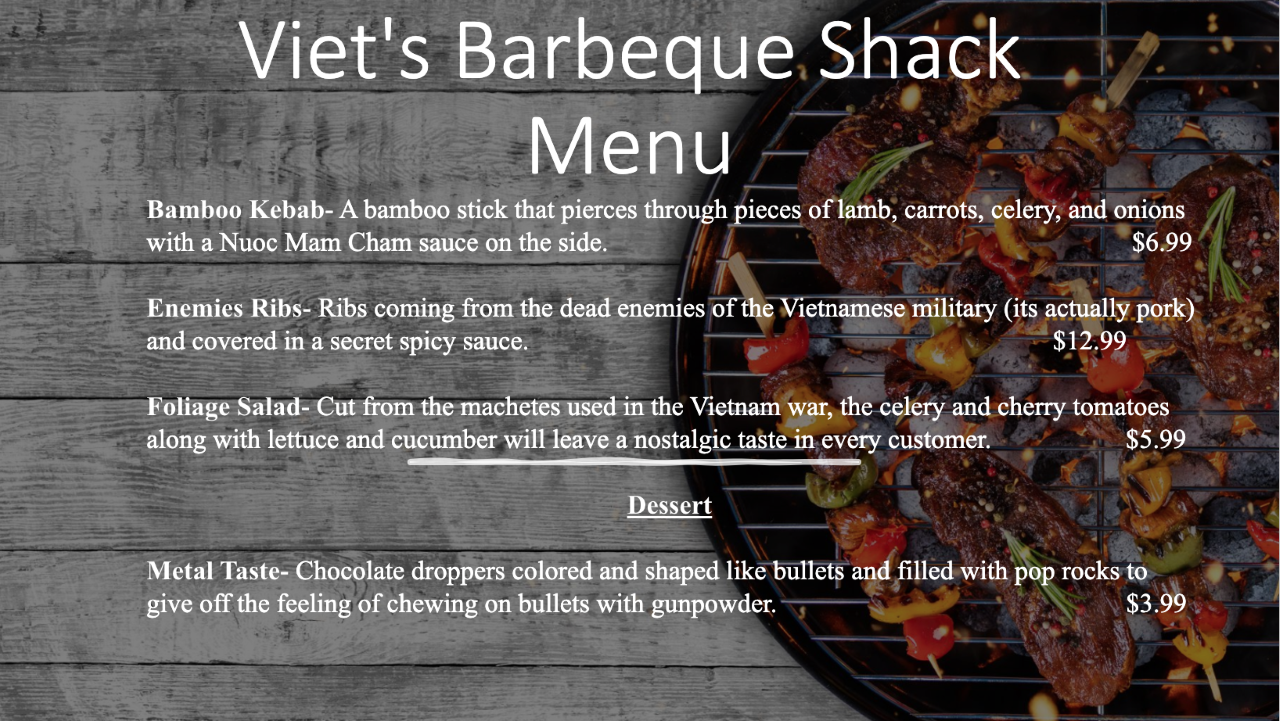 Viet's Barbeque Shack
Menu
Bamboo Kebab- A bamboo stick that pierces through pieces of lamb, carrots, celery, and onions
with a Nuoc Mam Cham sauce on the side. $6.99
Enemies Ribs- Ribs coming from the dead enemies of the Vietnamese military (its actually pork)
and covered in a secret spicy sauce. $12.99
Foliage Salad- Cut from the machetes used in the Vietnam war, the celery and cherry tomatoes
along with lettuce and cucumber will leave a nostalgic taste in every customer. $5.99
Dessert
Metal Taste- Chocolate droppers colored and shaped like bullets and filled with pop rocks to
give off the feeling of chewing on bullets with gunpowder. $3.99